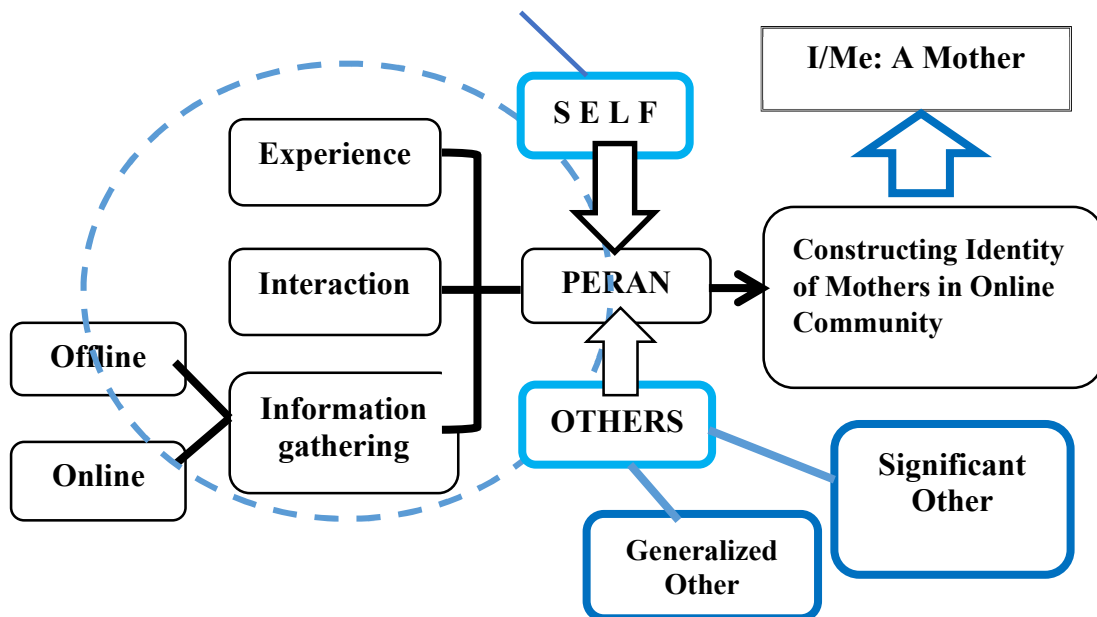 I/Me: A Mother
S E L F
Experience
Interaction
PERAN
Constructing Identity
of Mothers in Online
Community
Offline
Information
gathering
Online
OTHERS
Significant
Other
Generalized
Other